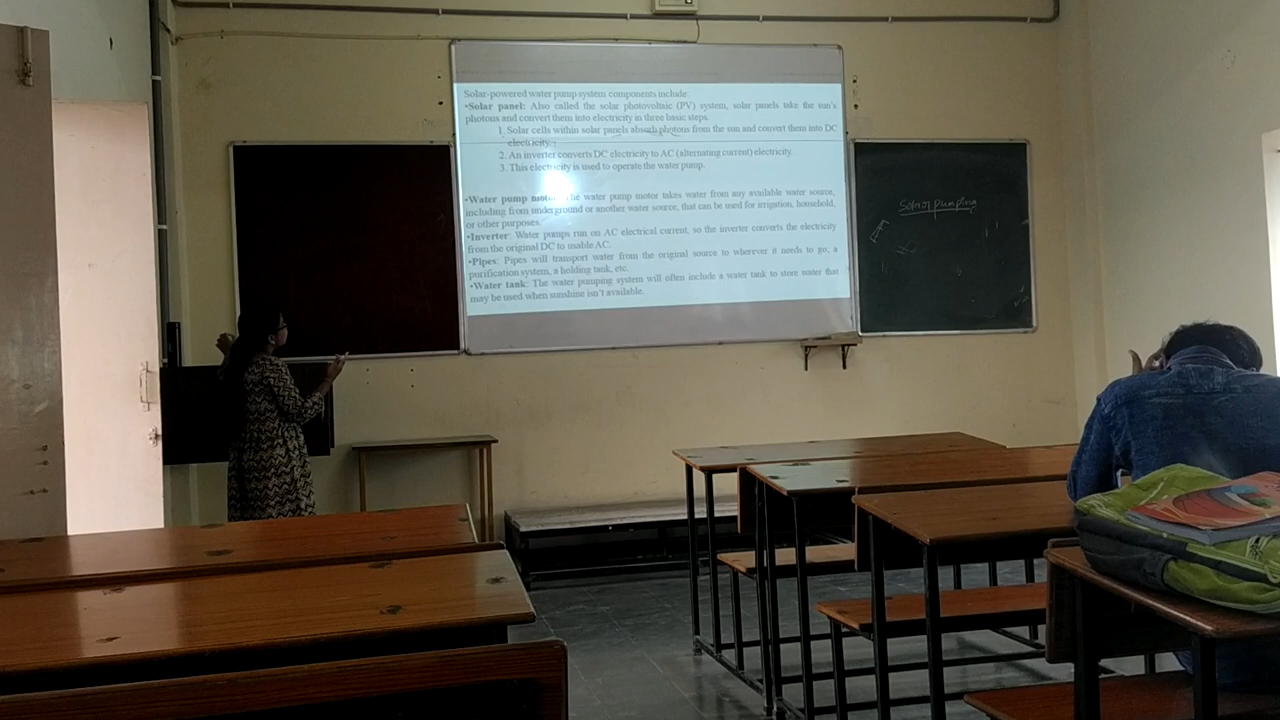 Solar-powered water pump system components include:
•Solar panel: Also called the solar photovoltaic (PV) system, solar panels take the sun's
photons and convert them into electricity in three basic steps.
1. Solar cells within solar panels absorb photons from the sun and convert them into DC
electricity.
2. An inverter converts DC electricity to AC (alternating current) electricity.
3. This electricity is used to operate the water pump.
•Water pump motor: The water pump motor takes water from any available water source,
including from underground or another water source, that can be used for irrigation, household,
or other purposes.
•Inverter: Water pumps run on AC electrical current, so the inverter converts the electricity
from the original DC to usable AC.
•Pipes: Pipes will transport water from the original source to wherever it needs to go; a
purification system, a holding tank, etc.
•Water tank: The water pumping system will often include a water tank to store water that
may be used when sunshine isn't available.
Solar pumping